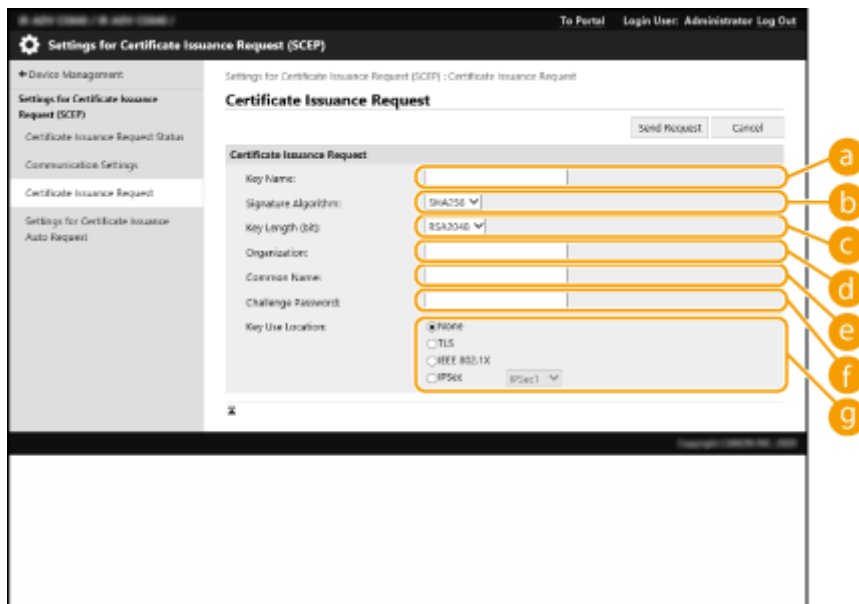 To Portal Login User: Administrator Log Out
Settings for Certificate Issuance Request (SCEP)
Device Management
Settings for Certificate Issuance Request (SCEP) : Certificate Issuance Request
Settings for Certificate Issuance
Request (SCEP)
Certificate Issuance Request Status
Communication Settings
Certificate Issuance Request
Settings for Certificate Issuance
Auto Request
Certificate Issuance Request
Send Request Cancel
Certificate Issuance Request
Key Name: a
Signature Algorithm: SHA256 b
Key Length (bit): RSA2048 c
Organization: d
Common Name: e
Challenge Password: f
Key Use Location: None g
TLS
IEEE 802.1X
IPSec IPSec1